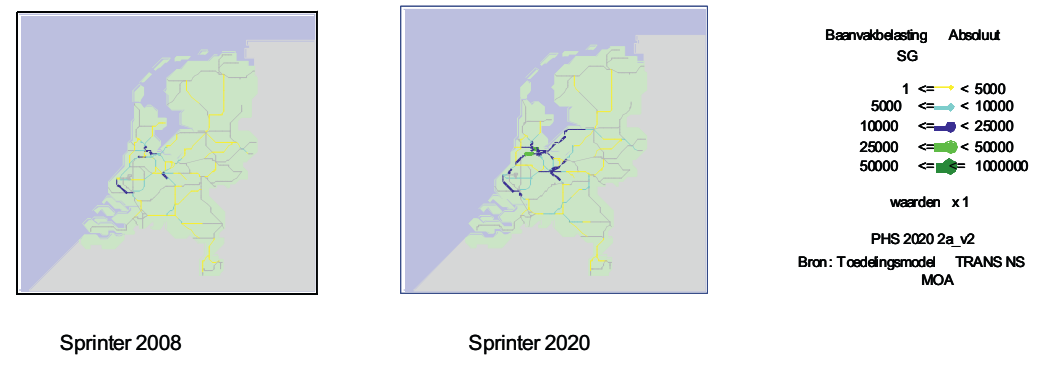 Baanvakbelasting Absoluut
SG
1 <= < 5000
5000 <= < 10000
10000 <= < 25000
25000 <= < 50000
50000 <= <= 1000000
waarden x 1
PHS 2020 2a_v2
Bron: Toedelingsmodel TRANS NS
MOA
Sprinter 2008
Sprinter 2020